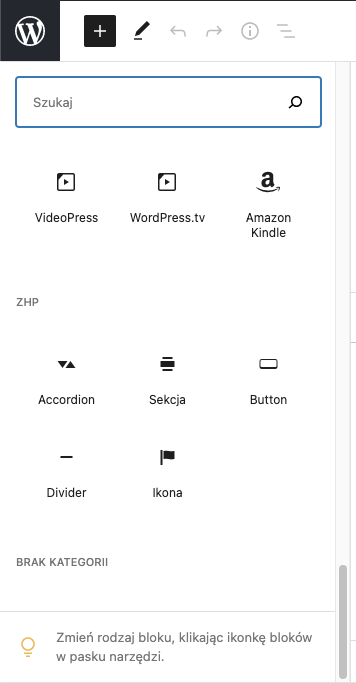 Szukaj
VideoPress
WordPress.tv
Amazon
Kindle
ZHP
Accordion
Sekcja
Button
Divider
Ikona
BRAK KATEGORII
Zmień rodzaj bloku, klikając ikonkę bloków
w pasku narzędzi.